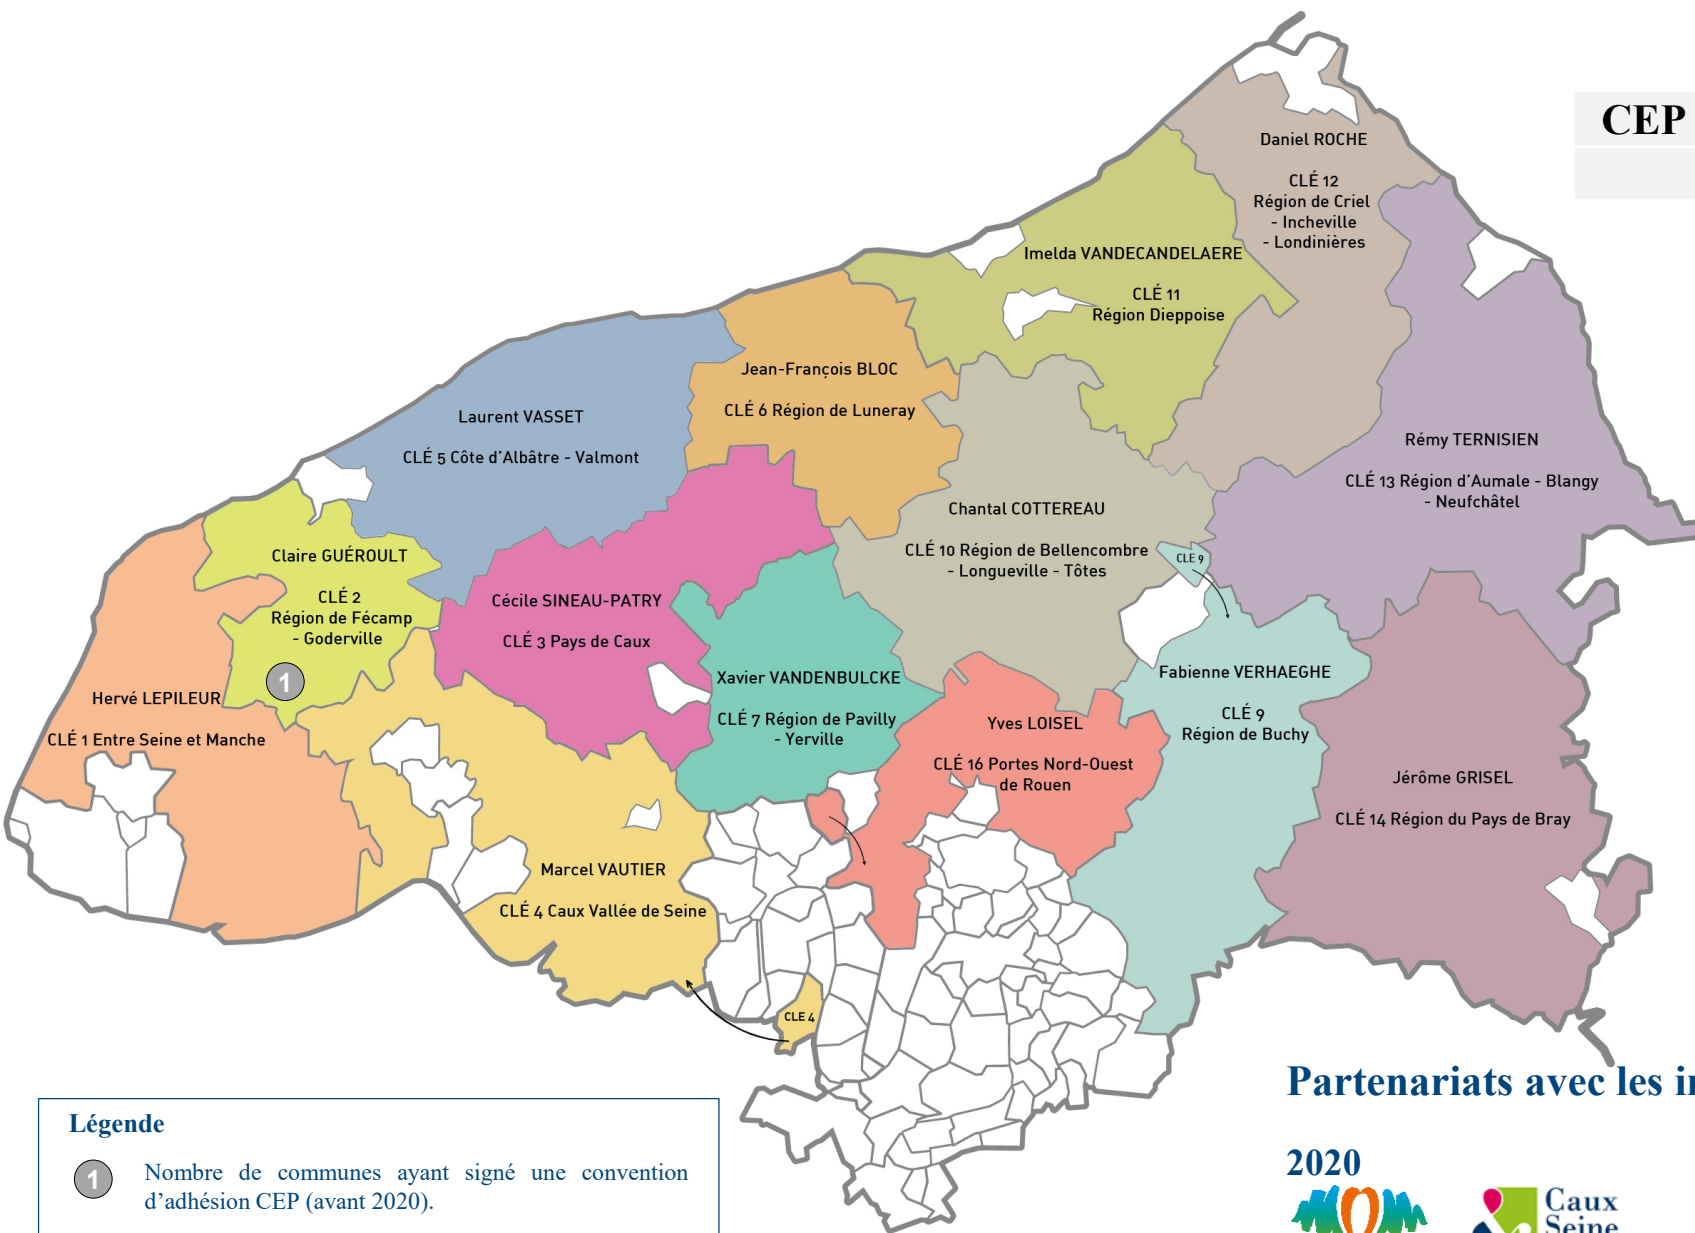 CEP
Daniel ROCHE
CLÉ 12
Région de Criel
- Incheville
- Londinières
Imelda VANDECANDELAERE
CLÉ 11
Région Dieppoise
Jean-François BLOC
CLÉ 6 Région de Luneray
Laurent VASSET
CLÉ 5 Côte d'Albâtre - Valmont
Rémy TERNISIEN
CLÉ 13 Région d'Aumale - Blangy
- Neufchâtel
Chantal COTTEREAU
CLÉ 10 Région de Bellencombre
- Longueville - Tôtes
CLE 9
Claire GUÉROULT
CLÉ 2
Région de Fécamp
- Goderville
1
Cécile SINEAU-PATRY
CLÉ 3 Pays de Caux
Hervé LEPILEUR
CLÉ 1 Entre Seine et Manche
Xavier VANDENBULCKE
CLÉ 7 Région de Pavilly
- Yerville
Yves LOISEL
CLÉ 16 Portes Nord-Ouest
de Rouen
Fabienne VERHAEGHE
CLÉ 9
Région de Buchy
Jérôme GRISEL
CLÉ 14 Région du Pays de Bray
Marcel VAUTIER
CLÉ 4 Caux Vallée de Seine
CLE 4
Légende
1
Nombre de communes ayant signé une convention
d'adhésion CEP (avant 2020).
Partenariats avec les
2020
Caux
Seine